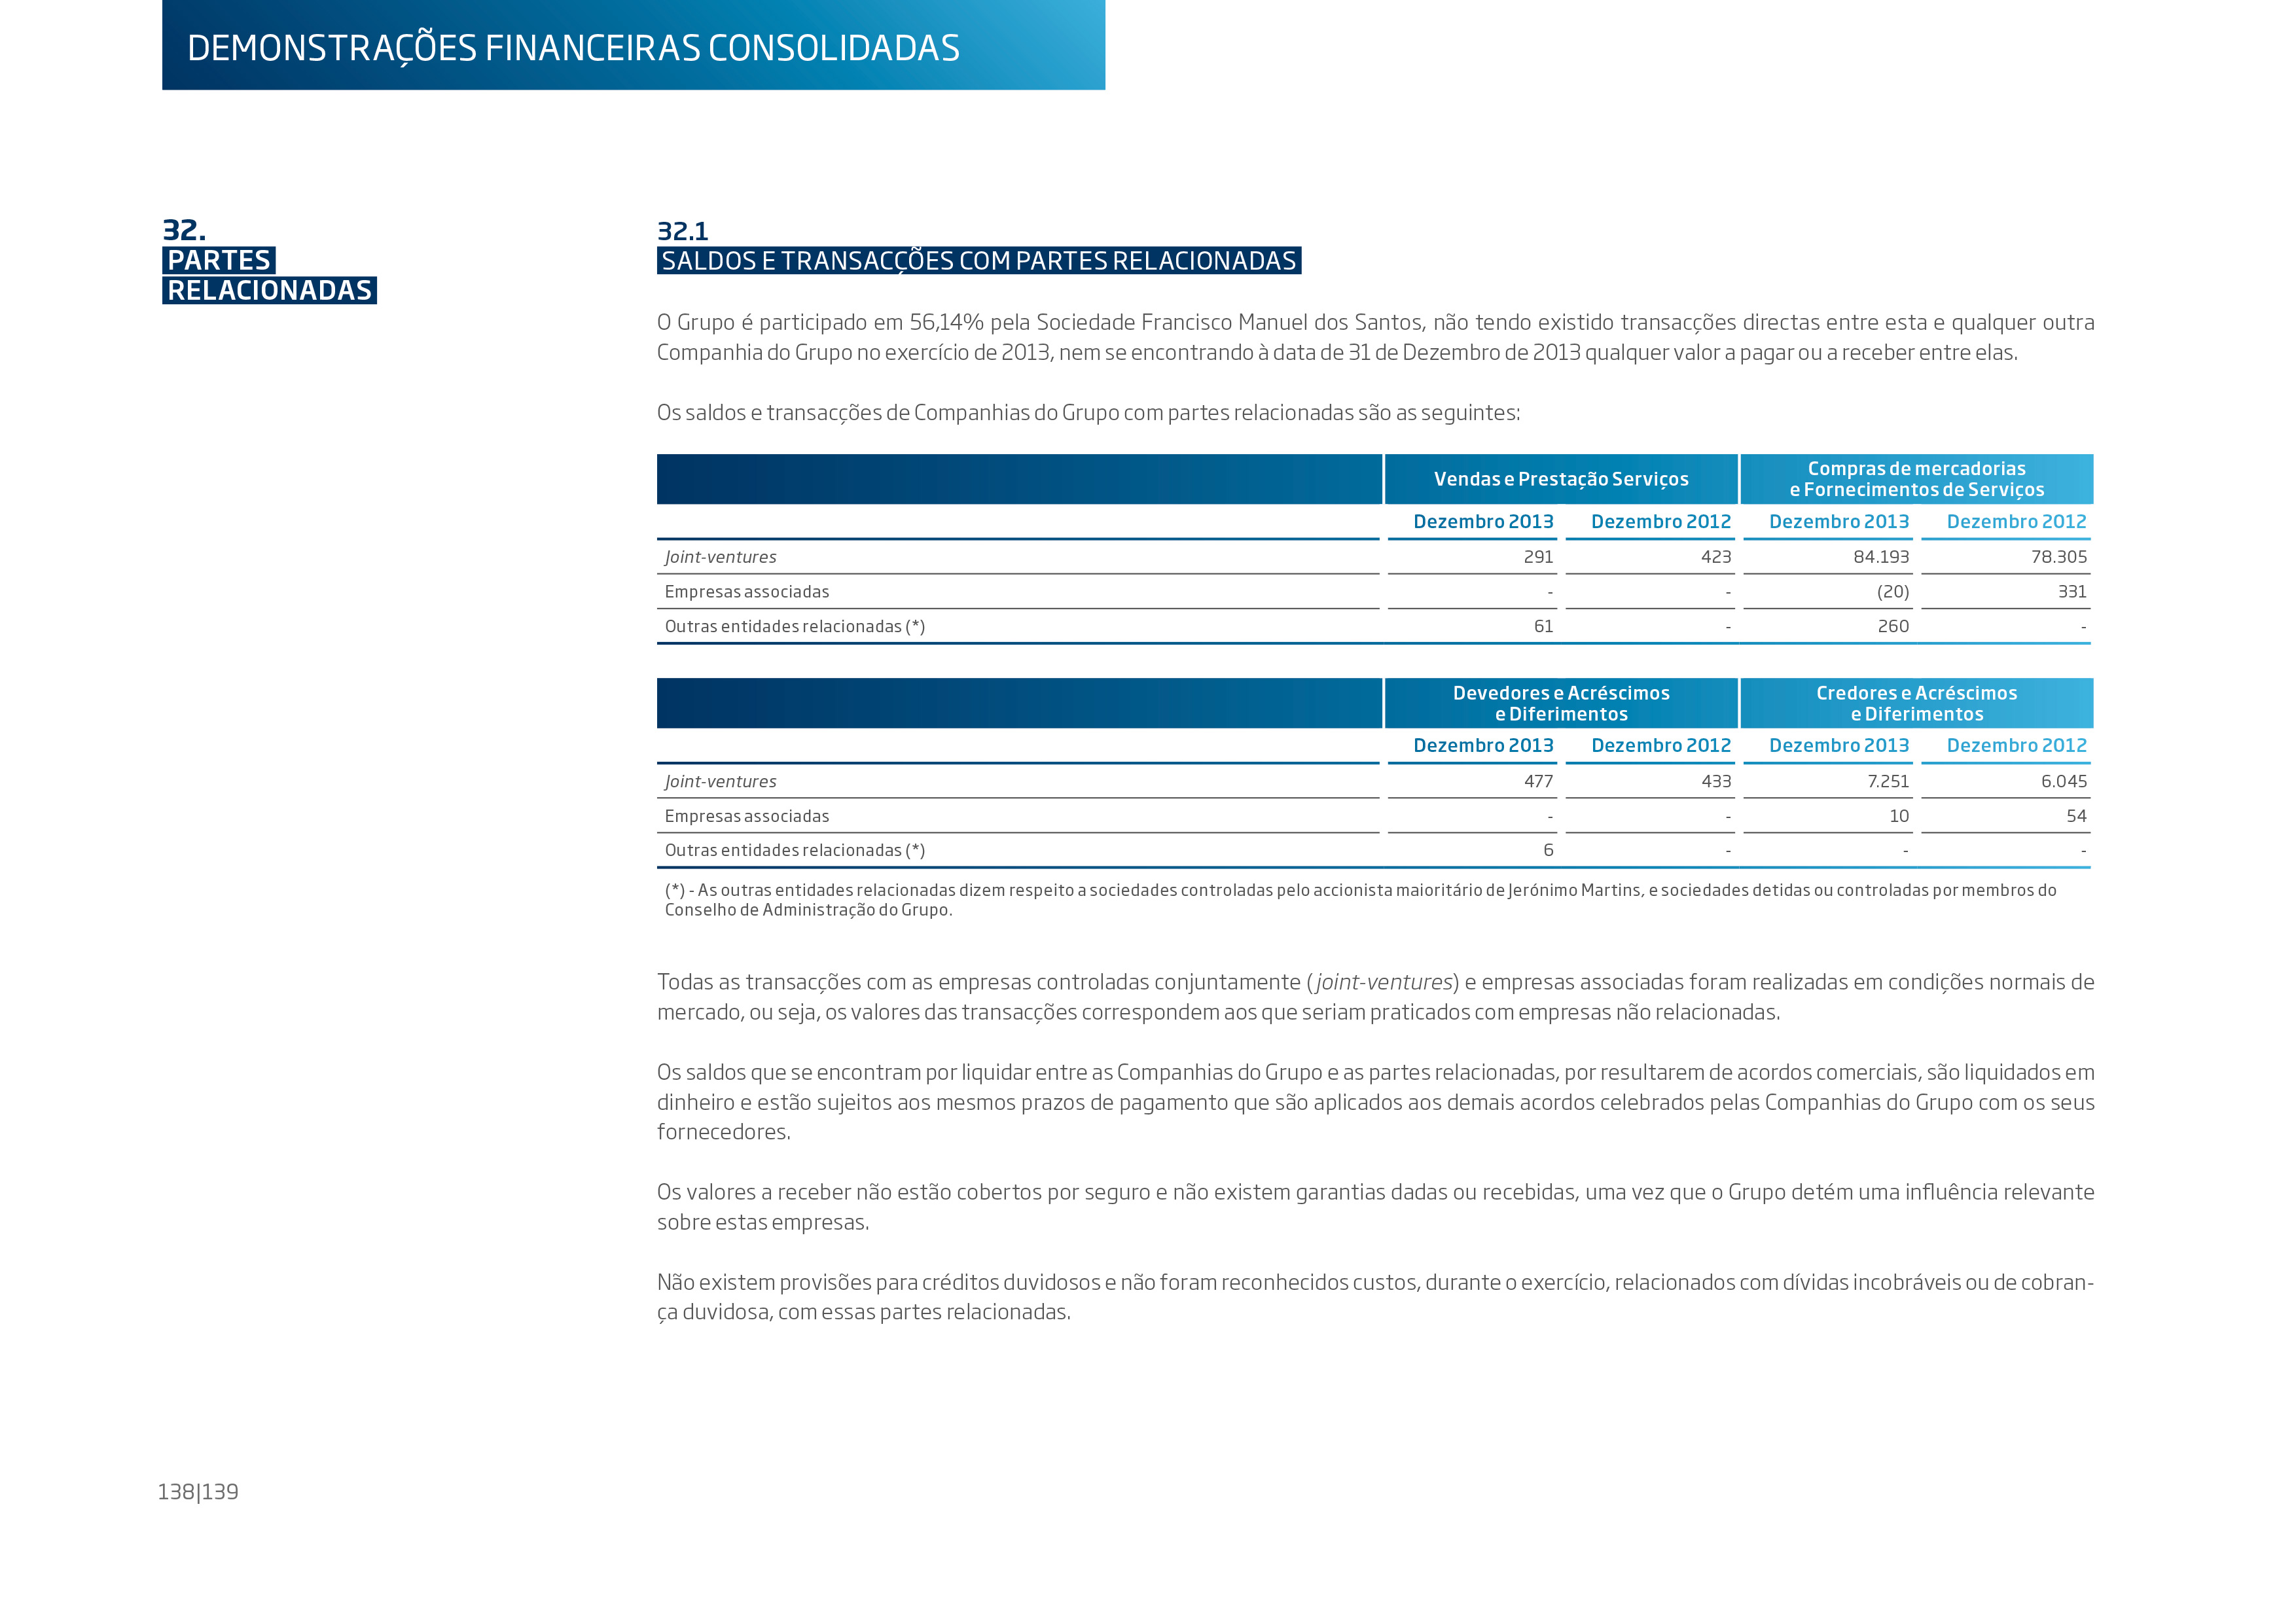 DEMONSTRAÇÕES FINANCEIRAS CONSOLIDADAS
32.
PARTES
RELACIONADAS
32.1
SALDOS E TRANSACÇÕES COM PARTES RELACIONADAS
O Grupo é participado em 56,14% pela Sociedade Francisco Manuel dos Santos, não tendo existido transacções directas entre esta e qualquer outra
Companhia do Grupo no exercício de 2013, nem se encontrando à data de 31 de Dezembro de 2013 qualquer valor a pagar ou a receber entre elas.
Os saldos e transacções de Companhias do Grupo com partes relacionadas são as seguintes:
Vendas e Prestação Serviços
Compras de mercadorias
e Fornecimentos de Serviços
Dezembro 2013 Dezembro 2012 Dezembro 2013 Dezembro 2012
Joint-ventures 291 423 84.193 78.305
Empresas associadas - - (20) 331
Outras entidades relacionadas (*) 61 - 260 -
Devedores e Acréscimos
e Diferimentos
Credores e Acréscimos
e Diferimentos
Dezembro 2013 Dezembro 2012 Dezembro 2013 Dezembro 2012
Joint-ventures 477 433 7.251 6.045
Empresas associadas - - 10 54
Outras entidades relacionadas (*) 6 - - -
(*) - As outras entidades relacionadas dizem respeito a sociedades controladas pelo accionista maioritário de Jerónimo Martins, e sociedades detidas ou controladas por membros do
Conselho de Administração do Grupo.
Todas as transacções com as empresas controladas conjuntamente (joint-ventures) e empresas associadas foram realizadas em condições normais de
mercado, ou seja, os valores das transacções correspondem aos que seriam praticados com empresas não relacionadas.
Os saldos que se encontram por liquidar entre as Companhias do Grupo e as partes relacionadas, por resultarem de acordos comerciais, são liquidados em
dinheiro e estão sujeitos aos mesmos prazos de pagamento que são aplicados aos demais acordos celebrados pelas Companhias do Grupo com os seus
fornecedores.
Os valores a receber não estão cobertos por seguro e não existem garantias dadas ou recebidas, uma vez que o Grupo detém uma influência relevante
sobre estas empresas.
Não existem provisões para créditos duvidosos e não foram reconhecidos custos, durante o exercício, relacionados com dívidas incobráveis ou de cobran-
ça duvidosa, com essas partes relacionadas.
138|139